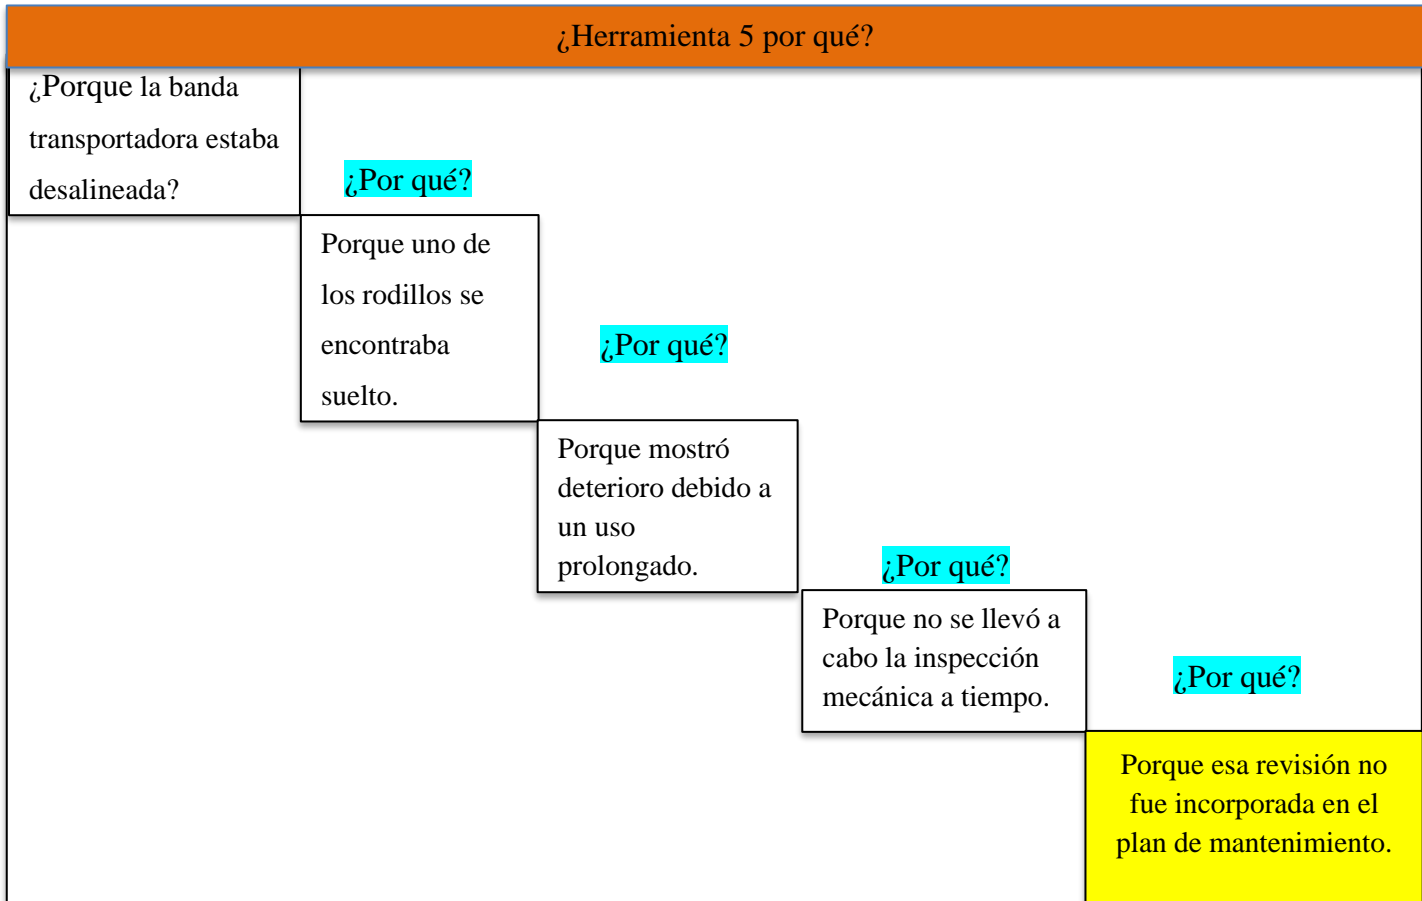 ¿Herramienta 5 por qué?
¿Porque la banda
transportadora estaba
desalineada?
¿Por qué?
Porque uno de
los rodillos se
encontraba
suelto.
¿Por qué?
Porque mostró
deterioro debido a
un uso
prolongado.
¿Por qué?
Porque no se llevó a
cabo la inspección
mecánica a tiempo.
¿Por qué?
Porque esa revisión no
fue incorporada en el
plan de mantenimiento.